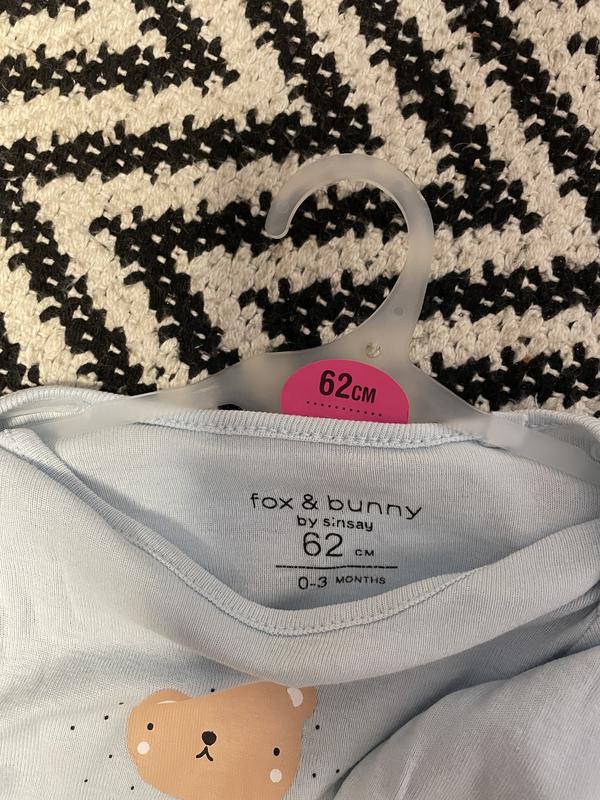 62CM
fox & bunny
by sinsay
62 CM
0-3 MONTHS